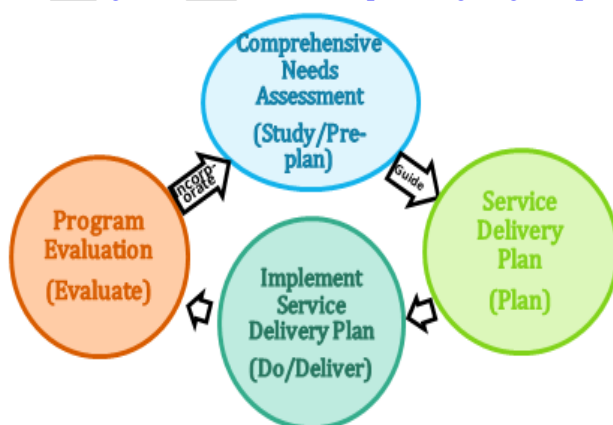 Comprehensive
Needs
Assessment
(Study/Pre-
plan)
Incorp-
orate
Guide
Program
Evaluation
(Evaluate)
Service
Delivery
Plan
(Plan)
Implement
Service
Delivery Plan
(Do/Deliver)